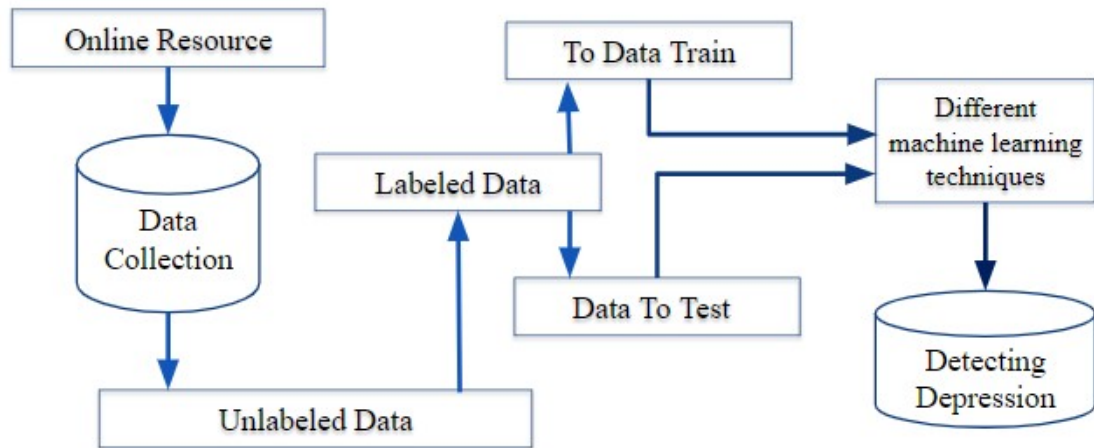 Online Resource
Data
Collection
Unlabeled Data
Labeled Data
To Data Train
Data To Test
Different
machine learning
techniques
Detecting
Depression